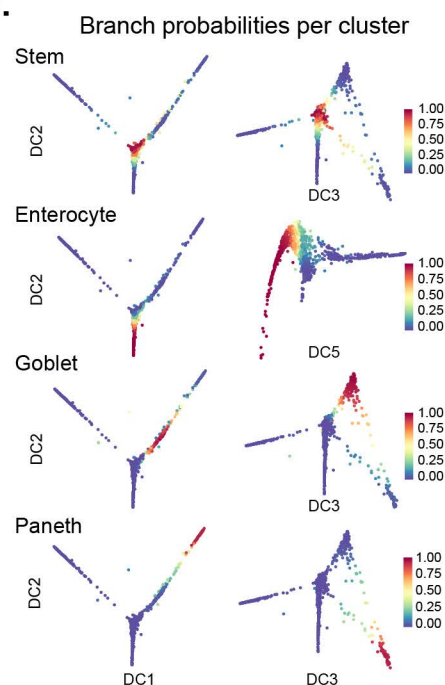 Branch probabilities per cluster
Stem
DC2
DC3
1.00
0.75
0.50
0.25
0.00
Enterocyte
DC2
DC5
1.00
0.75
0.50
0.25
0.00
Goblet
DC2
DC3
1.00
0.75
0.50
0.25
0.00
Paneth
DC2
DC1
DC3
1.00
0.75
0.50
0.25
0.00